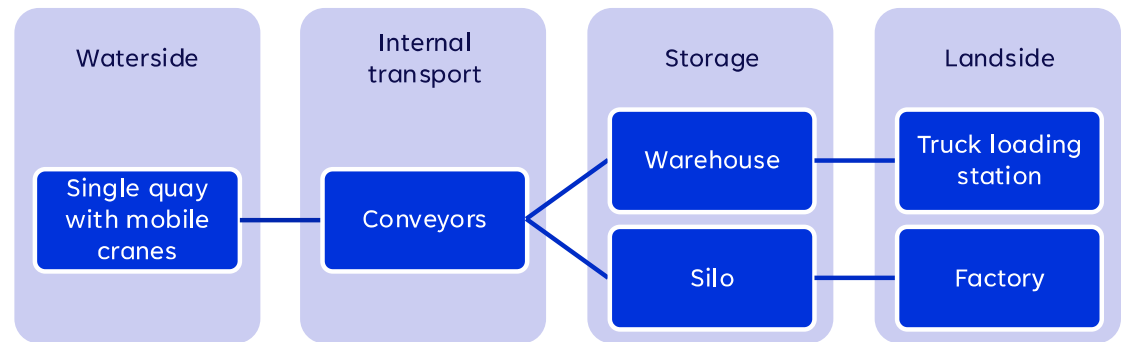 Waterside
Internal
transport
Storage
Landside
Single quay
with mobile
cranes
Conveyors
Warehouse
Truck loading
station
Silo
Factory